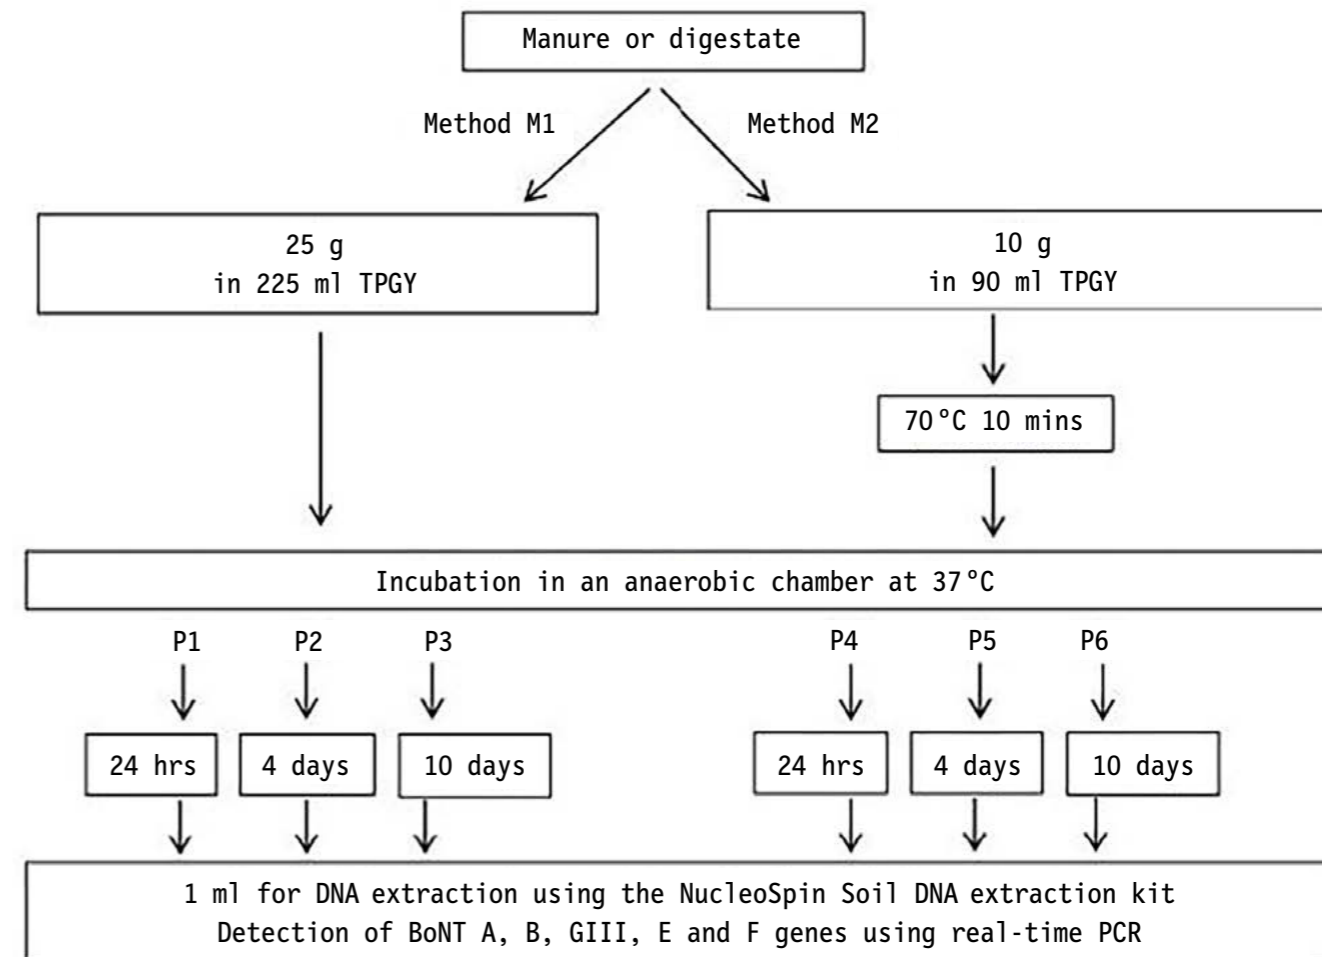 Manure or digestate
Method M1
Method M2
25 g
in 225 ml TPGY
10 g
in 90 ml TPGY
70°C 10 mins
Incubation in an anaerobic chamber at 37°C
P1
P2
P3
P4
P5
P6
24 hrs
4 days
10 days
24 hrs
4 days
10 days
1 ml for DNA extraction using the NucleoSpin Soil DNA extraction kit
Detection of BoNT A, B, GIII, E and F genes using real-time PCR